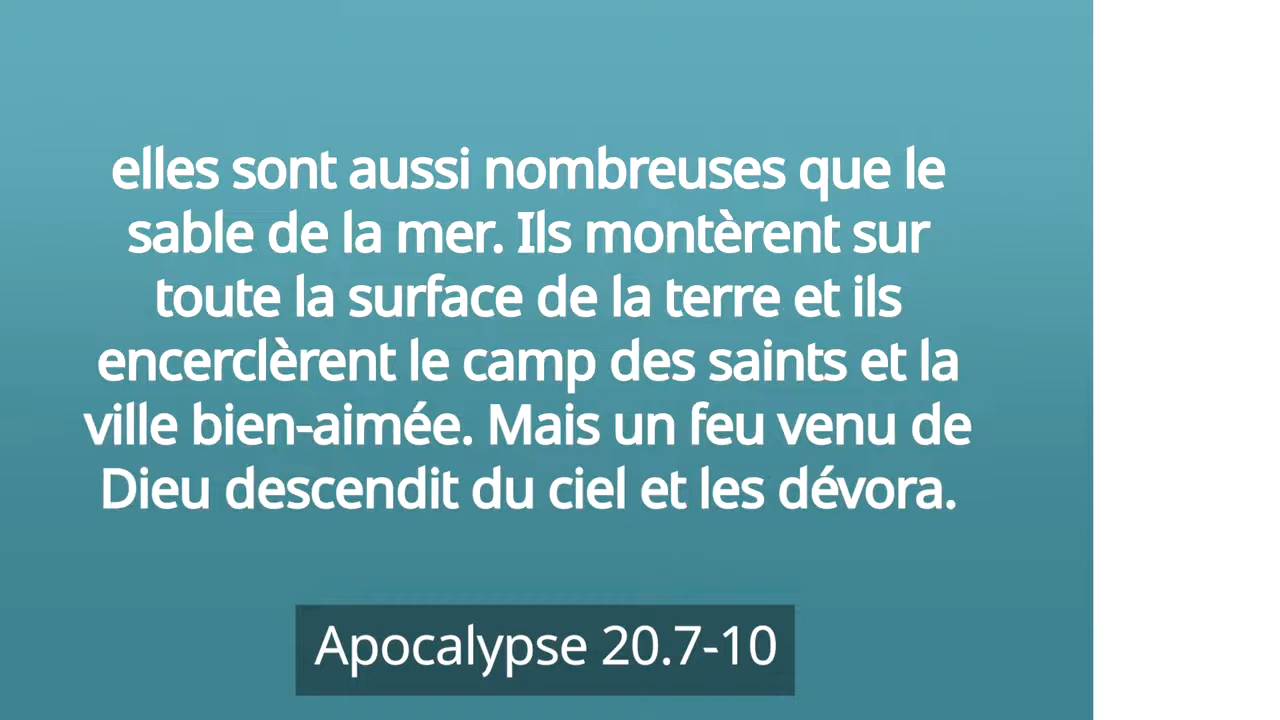 elles sont aussi nombreuses que le
sable de la mer. Ils montèrent sur
toute la surface de la terre et ils
encerclèrent le camp des saints et la
ville bien-aimée. Mais un feu venu de
Dieu descendit du ciel et les dévora.
Apocalypse 20.7-10